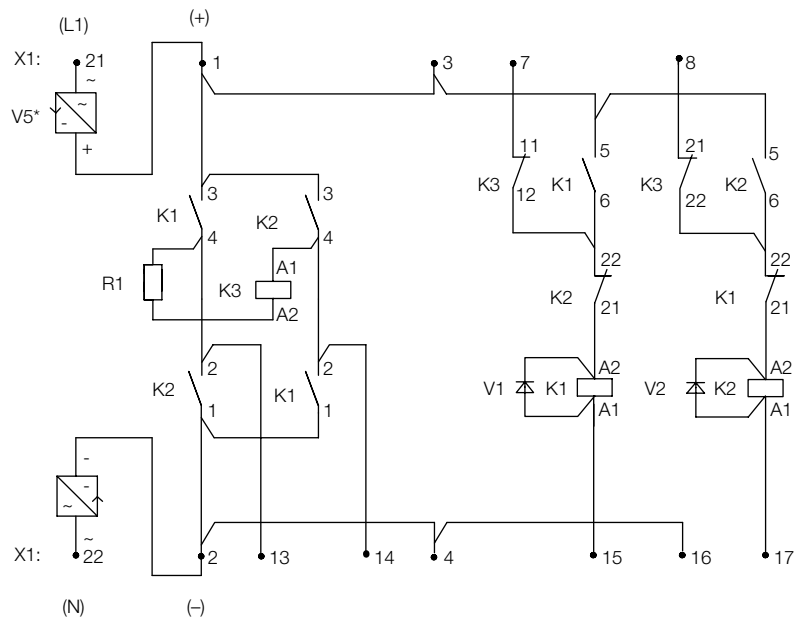 (L1) (+)
X1: 21 1 3 7 8
~
V5* ~
-
+
11 5 21 5
K3 K1 K3 K2
12 6 22 6
3 3
K1 K2
4 4
R1 K3 A1
A2
22 22
K2 K1
21 21
2 2
K2 K1
1 1
A2 A2
V1 K1 V2 K2
A1 A1
-
-
~
~
X1: 22 2 13 14 4 15 16 17
(N) (–)